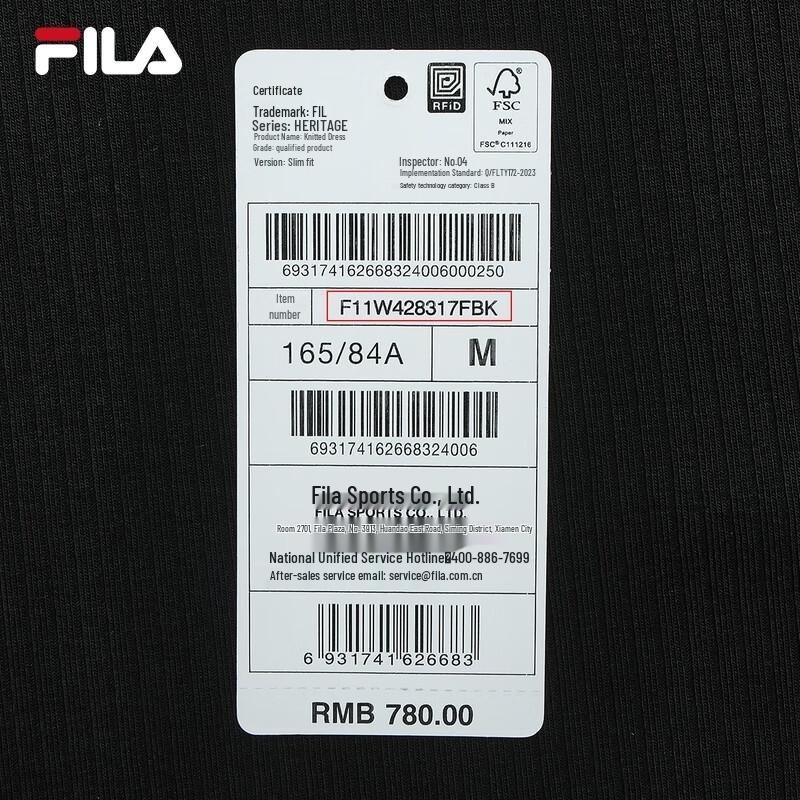 FILA
RFiD
FSC
MIX
Paper
FSC® C111216
Certificate
Trademark: FIL
Series: HERITAGE
Product Name: Knitted Dress
Grade: qualified product
Version: Slim fit
Inspector: No.04
Implementation Standard: Q/FLTY172-2023
Safety technology category: Class B
693174162668324006000250
Item number
F11W428317FBK
165/84A
M
693174162668324006
Fila Sports Co., Ltd.
FILA SPORTS CO., LTD.
Room 2701, Fila Plaza, No. 3913, Huandao East Road, Siming District, Xiamen City
National Unified Service Hotline 400-886-7699
After-sales service email: service@fila.com.cn
6 931741 626683
RMB 780.00